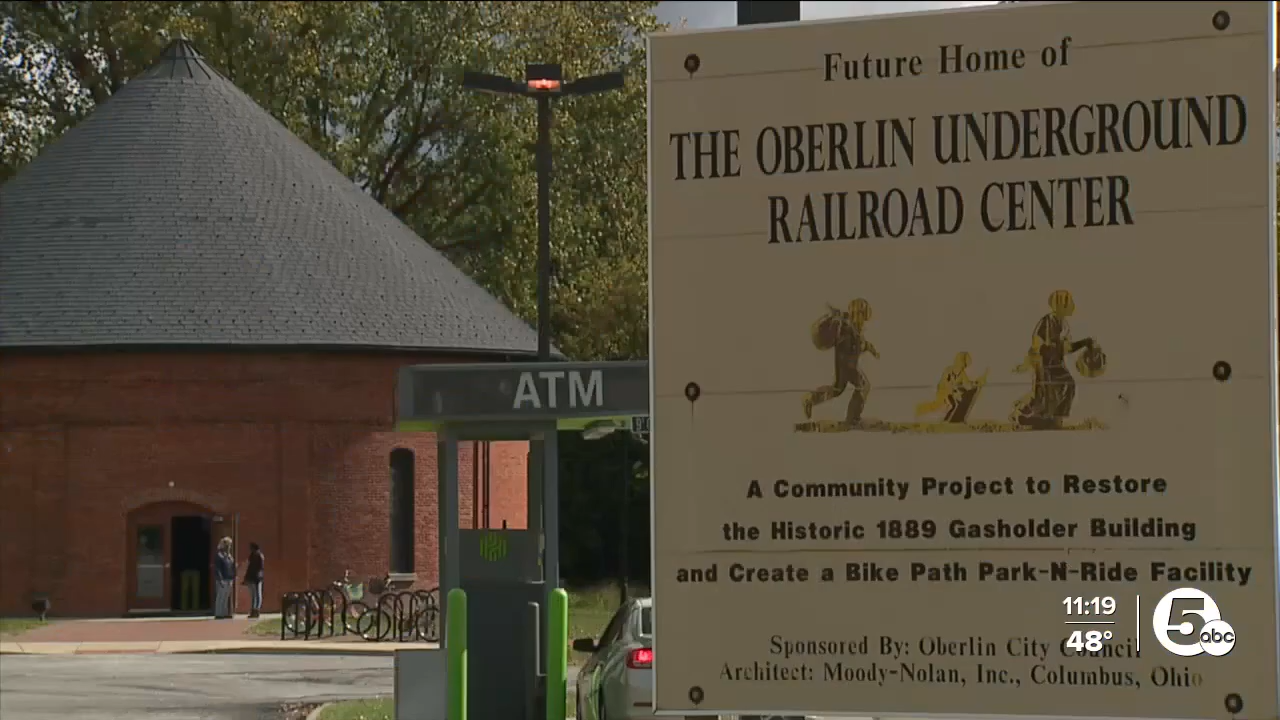 Future Home of
THE OBERLIN UNDERGROUND
RAILROAD CENTER
ATM
A Community Project to Restore
the Historic 1889 Gasholder Building
and Create a Bike Path Park-N-Ride Facility
Sponsored By: Oberlin City Council
Architect: Moody-Nolan, Inc., Columbus, Ohio
11:19
48°
5 abc